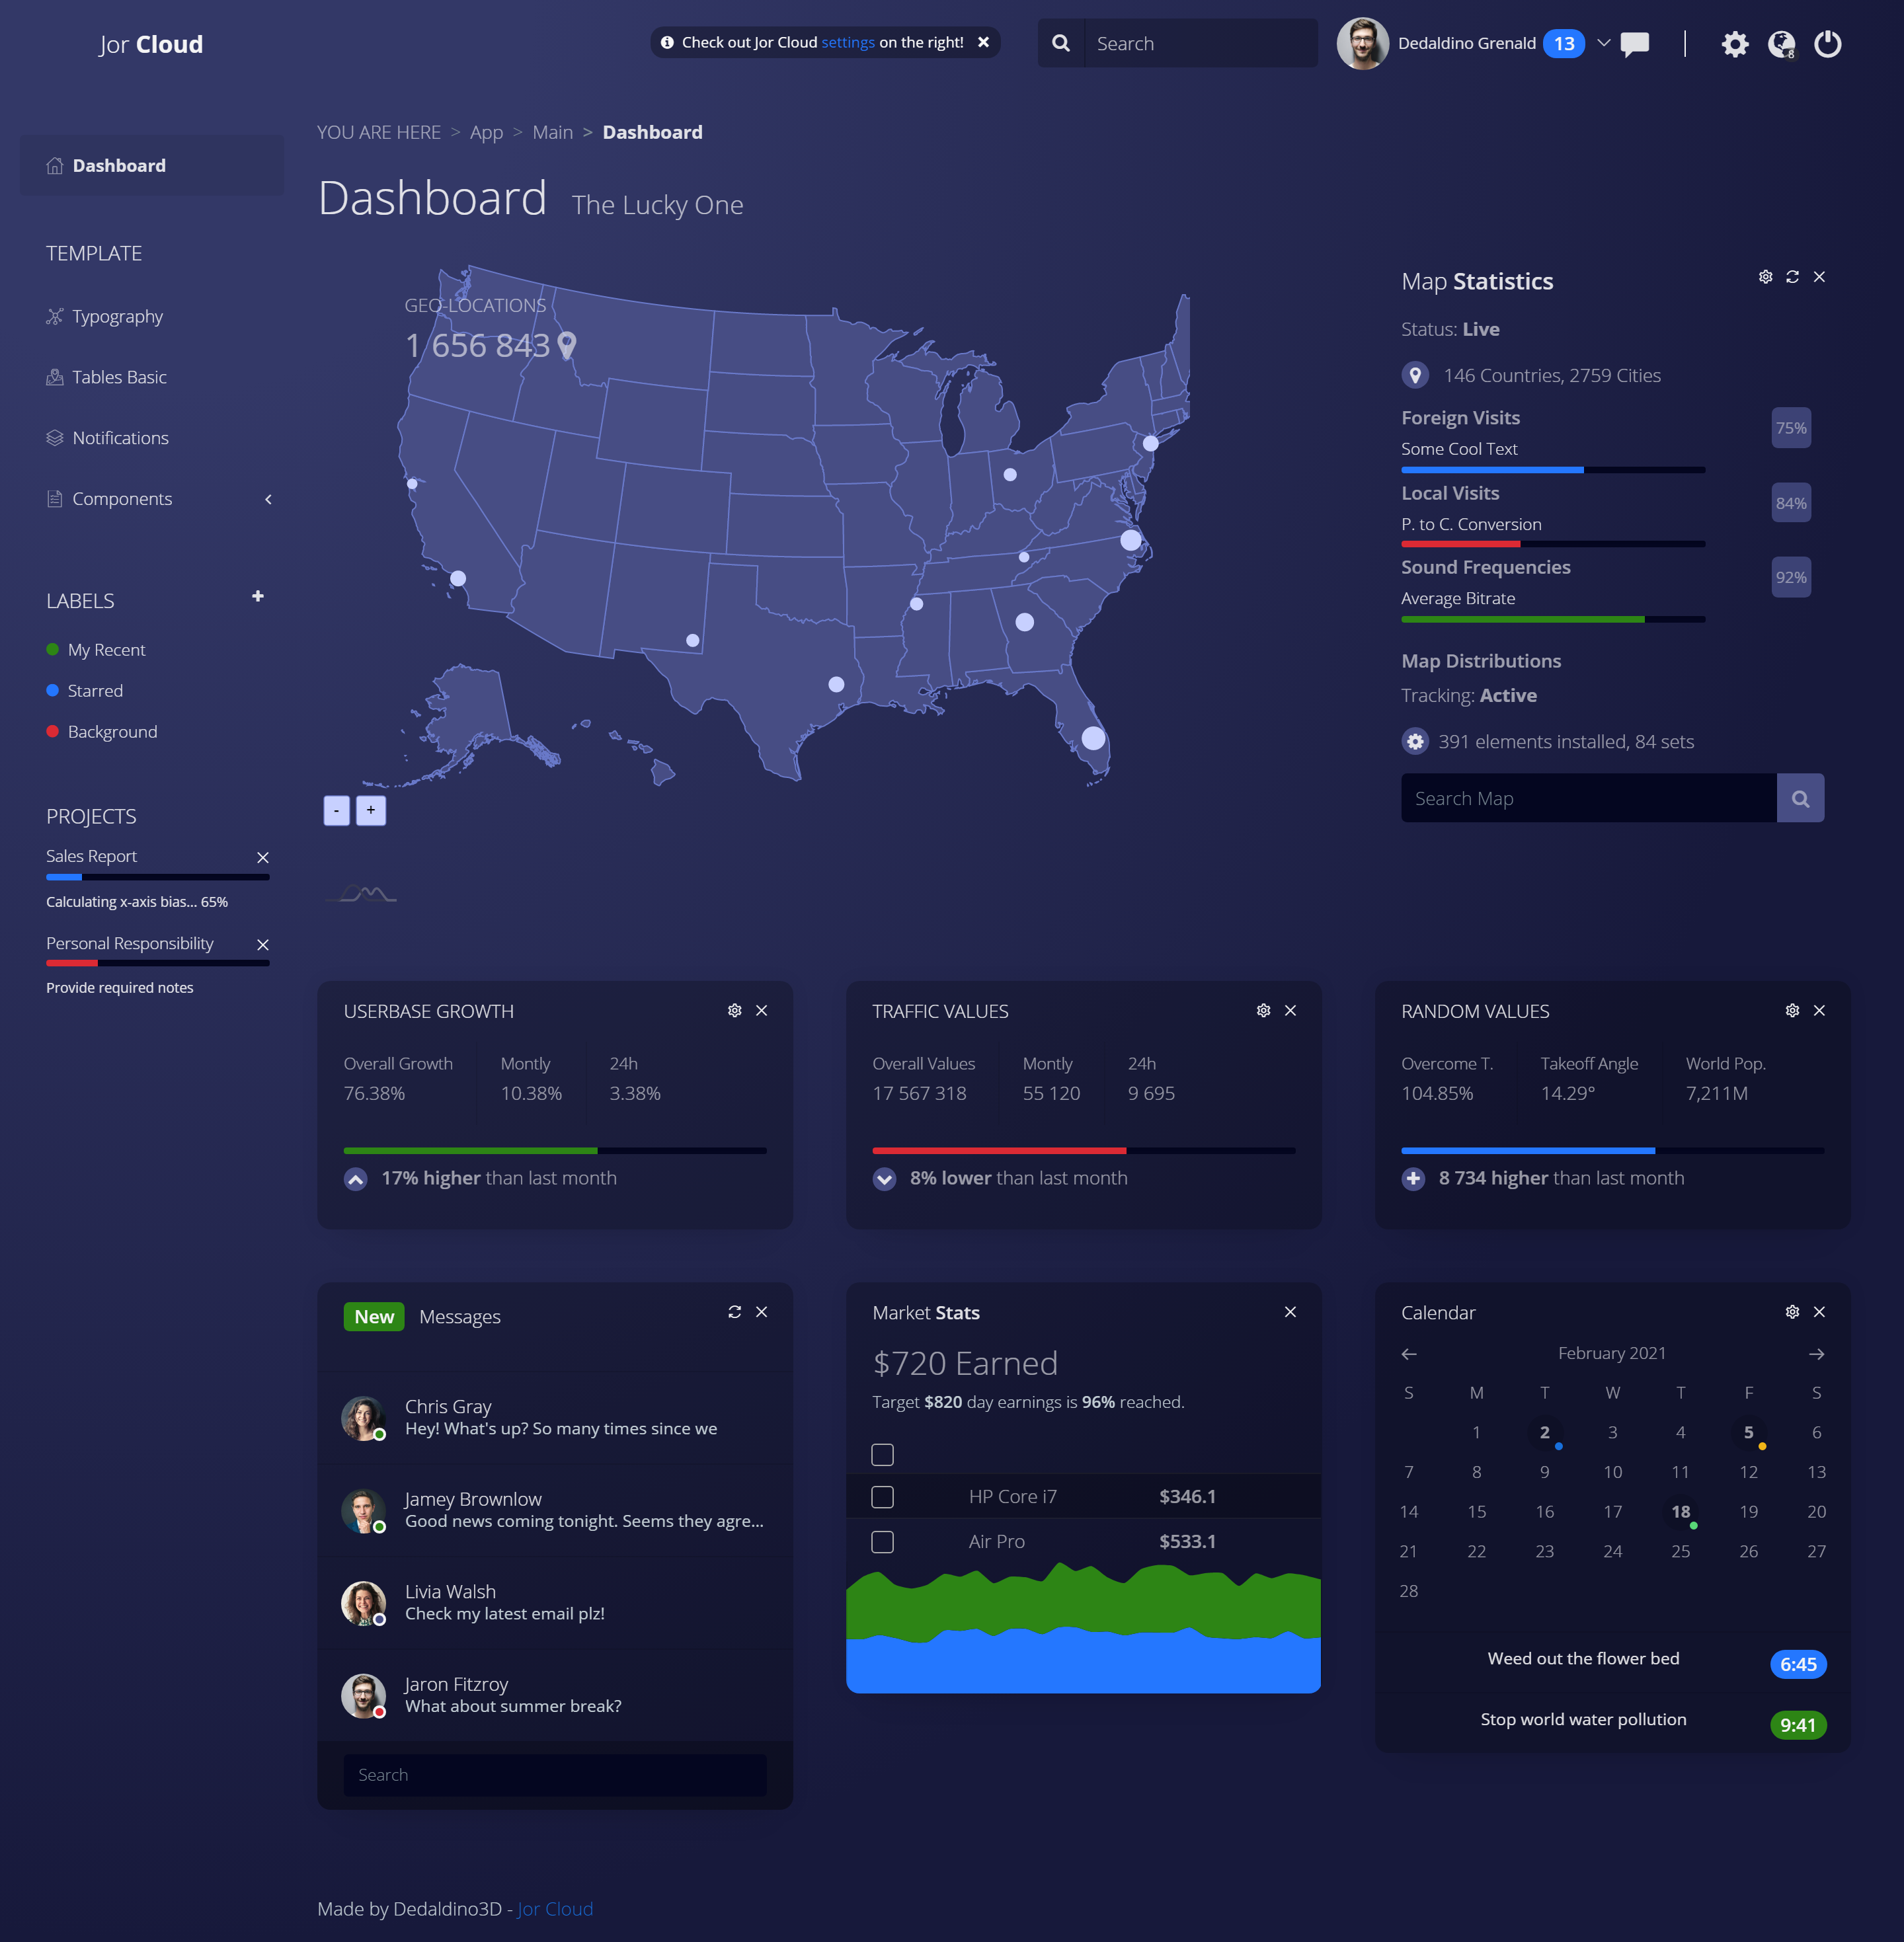 Jor Cloud
Check out Jor Cloud settings on the right!
Search
Dedaldino Grenald 13
8
YOU ARE HERE > App > Main > Dashboard
Dashboard The Lucky One
Dashboard
TEMPLATE
Typography
Tables Basic
Notifications
Components
LABELS +
My Recent
Starred
Background
PROJECTS
Sales Report
Calculating x-axis bias... 65%
Personal Responsibility
Provide required notes
GEO-LOCATIONS
1 656 843
- +
Map Statistics
Status: Live
146 Countries, 2759 Cities
Foreign Visits
75%
Some Cool Text
Local Visits
84%
P. to C. Conversion
Sound Frequencies
92%
Average Bitrate
Map Distributions
Tracking: Active
391 elements installed, 84 sets
Search Map
USERBASE GROWTH
Overall Growth Montly 24h
76.38% 10.38% 3.38%
17% higher than last month
TRAFFIC VALUES
Overall Values Montly 24h
17 567 318 55 120 9 695
8% lower than last month
RANDOM VALUES
Overcome T. Takeoff Angle World Pop.
104.85% 14.29° 7,211M
8 734 higher than last month
New Messages
Chris Gray
Hey! What's up? So many times since we
Jamey Brownlow
Good news coming tonight. Seems they agre...
Livia Walsh
Check my latest email plz!
Jaron Fitzroy
What about summer break?
Search
Market Stats
$720 Earned
Target $820 day earnings is 96% reached.
HP Core i7 $346.1
Air Pro $533.1
Calendar
February 2021
S M T W T F S
1 2 3 4 5 6
7 8 9 10 11 12 13
14 15 16 17 18 19 20
21 22 23 24 25 26 27
28
Weed out the flower bed 6:45
Stop world water pollution 9:41
Made by Dedaldino3D - Jor Cloud